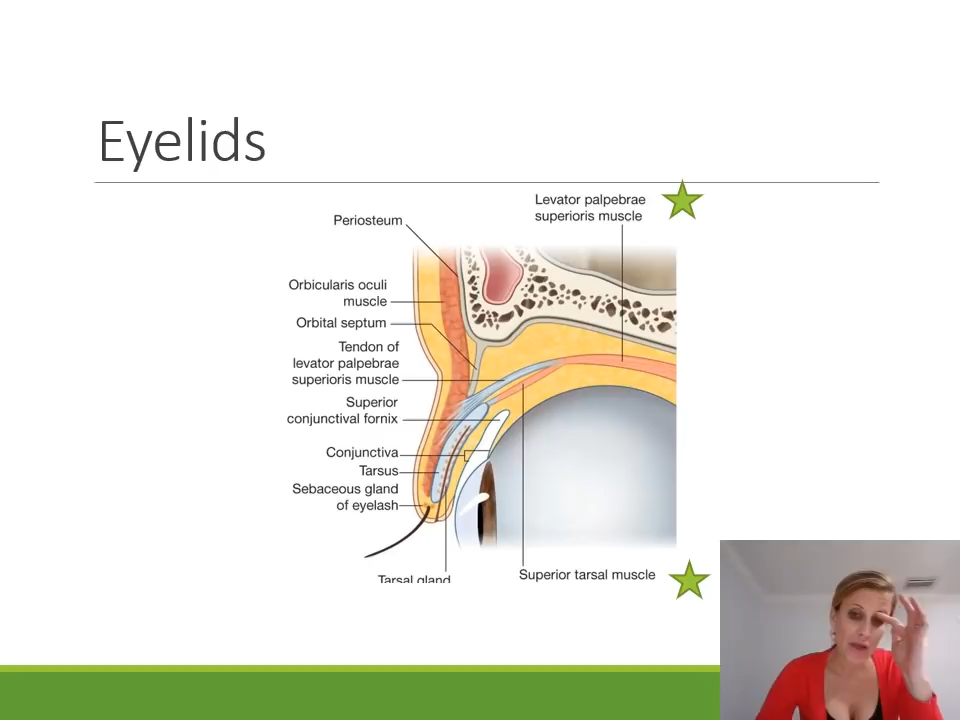 Eyelids
Levator palpebrae
superioris muscle
Periosteum
Orbicularis oculi
muscle
Orbital septum
Tendon of
levator palpebrae
superioris muscle
Superior
conjunctival fornix
Conjunctiva
Tarsus
Sebaceous gland
of eyelash
Tarsal gland
Superior tarsal muscle